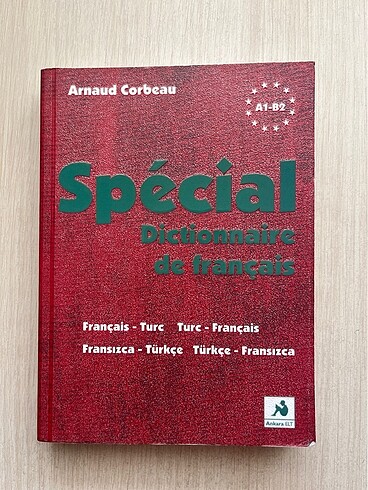 Arnaud Corbeau
A1-B2
Spécial
Dictionnaire
de français
Français - Turc Turc - Français
Fransızca - Türkçe Türkçe - Fransızca
Ankara ELT